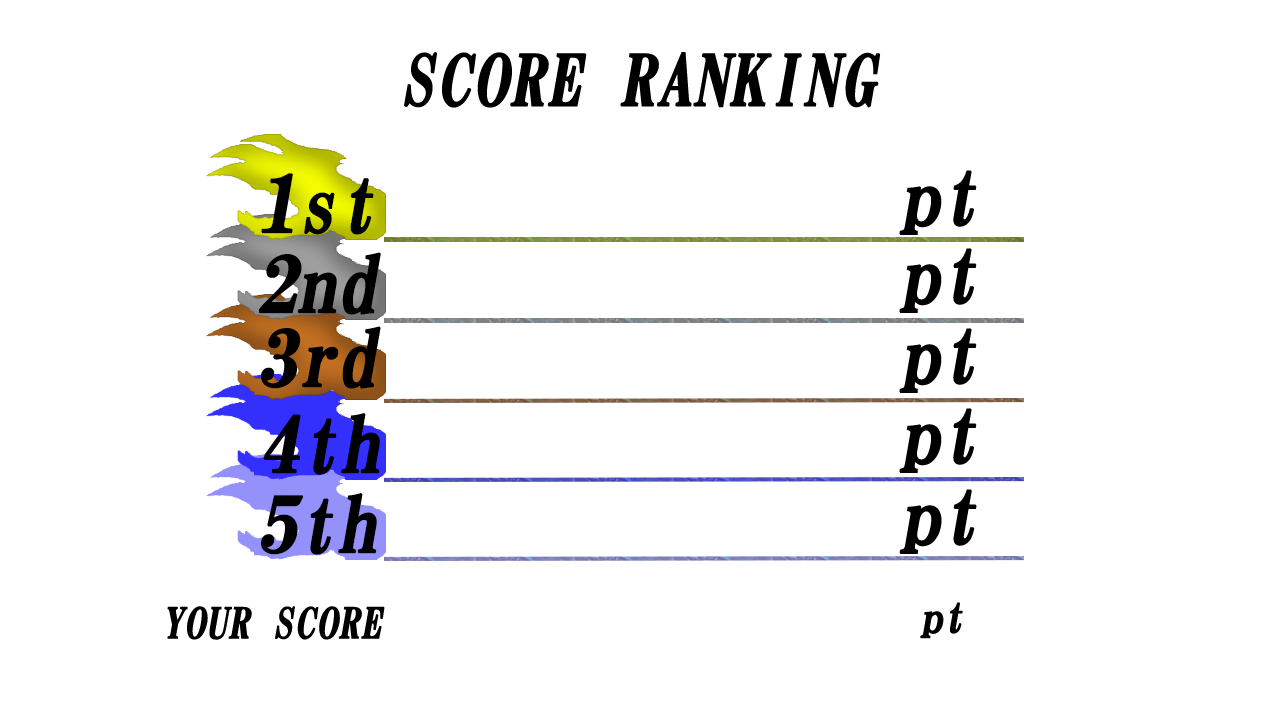 SCORE RANKING
1st pt
2nd pt
3rd pt
4th pt
5th pt
YOUR SCORE pt